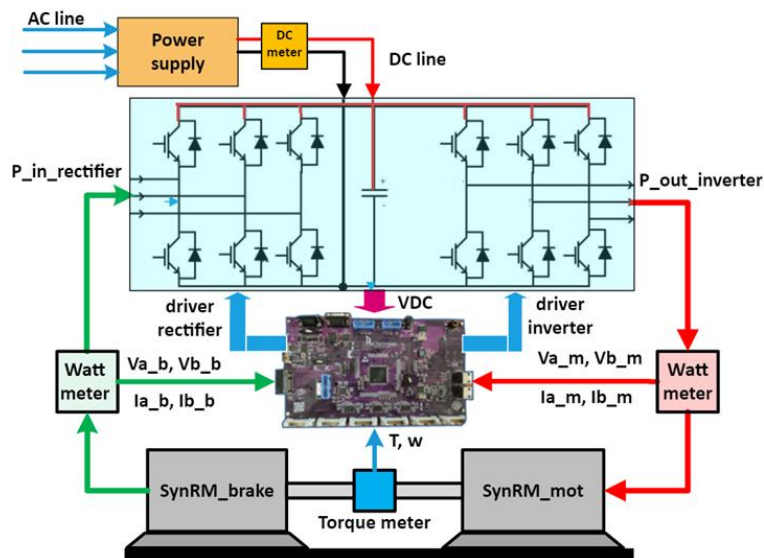 AC line
Power
supply
DC
meter
DC line
P_in_rectifier
P_out_inverter
+
-
driver
rectifier
VDC
driver
inverter
Watt
meter
Va_b, Vb_b
Ia_b, Ib_b
Va_m, Vb_m
Ia_m, Ib_m
Watt
meter
T, w
SynRM_brake
SynRM_mot
Torque meter